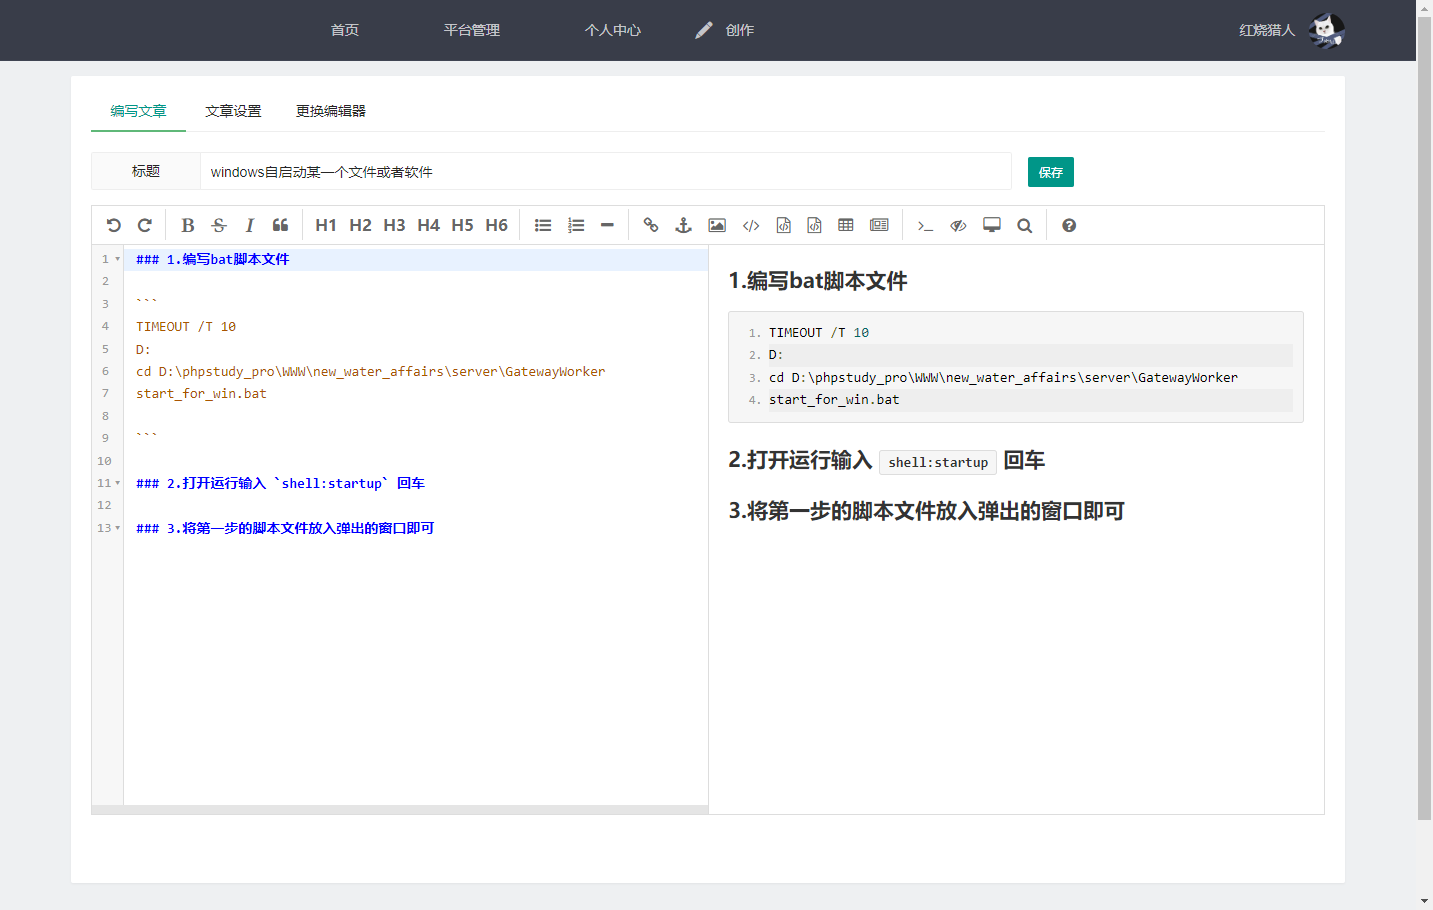 首页 平台管理 个人中心 创作 红烧猎人
编写文章 文章设置 更换编辑器
标题 windows自启动某一个文件或者软件 保存
B S I H1 H2 H3 H4 H5 H6
1 ### 1.编写bat脚本文件
2
3 ```
4 TIMEOUT /T 10
5 D:
6 cd D:\phpstudy_pro\WWW\new_water_affairs\server\GatewayWorker
7 start_for_win.bat
8
9 ```
10
11 ### 2.打开运行输入 `shell:startup` 回车
12
13 ### 3.将第一步的脚本文件放入弹出的窗口即可
1.编写bat脚本文件
1. TIMEOUT /T 10
2. D:
3. cd D:\phpstudy_pro\WWW\new_water_affairs\server\GatewayWorker
4. start_for_win.bat
2.打开运行输入 shell:startup 回车
3.将第一步的脚本文件放入弹出的窗口即可